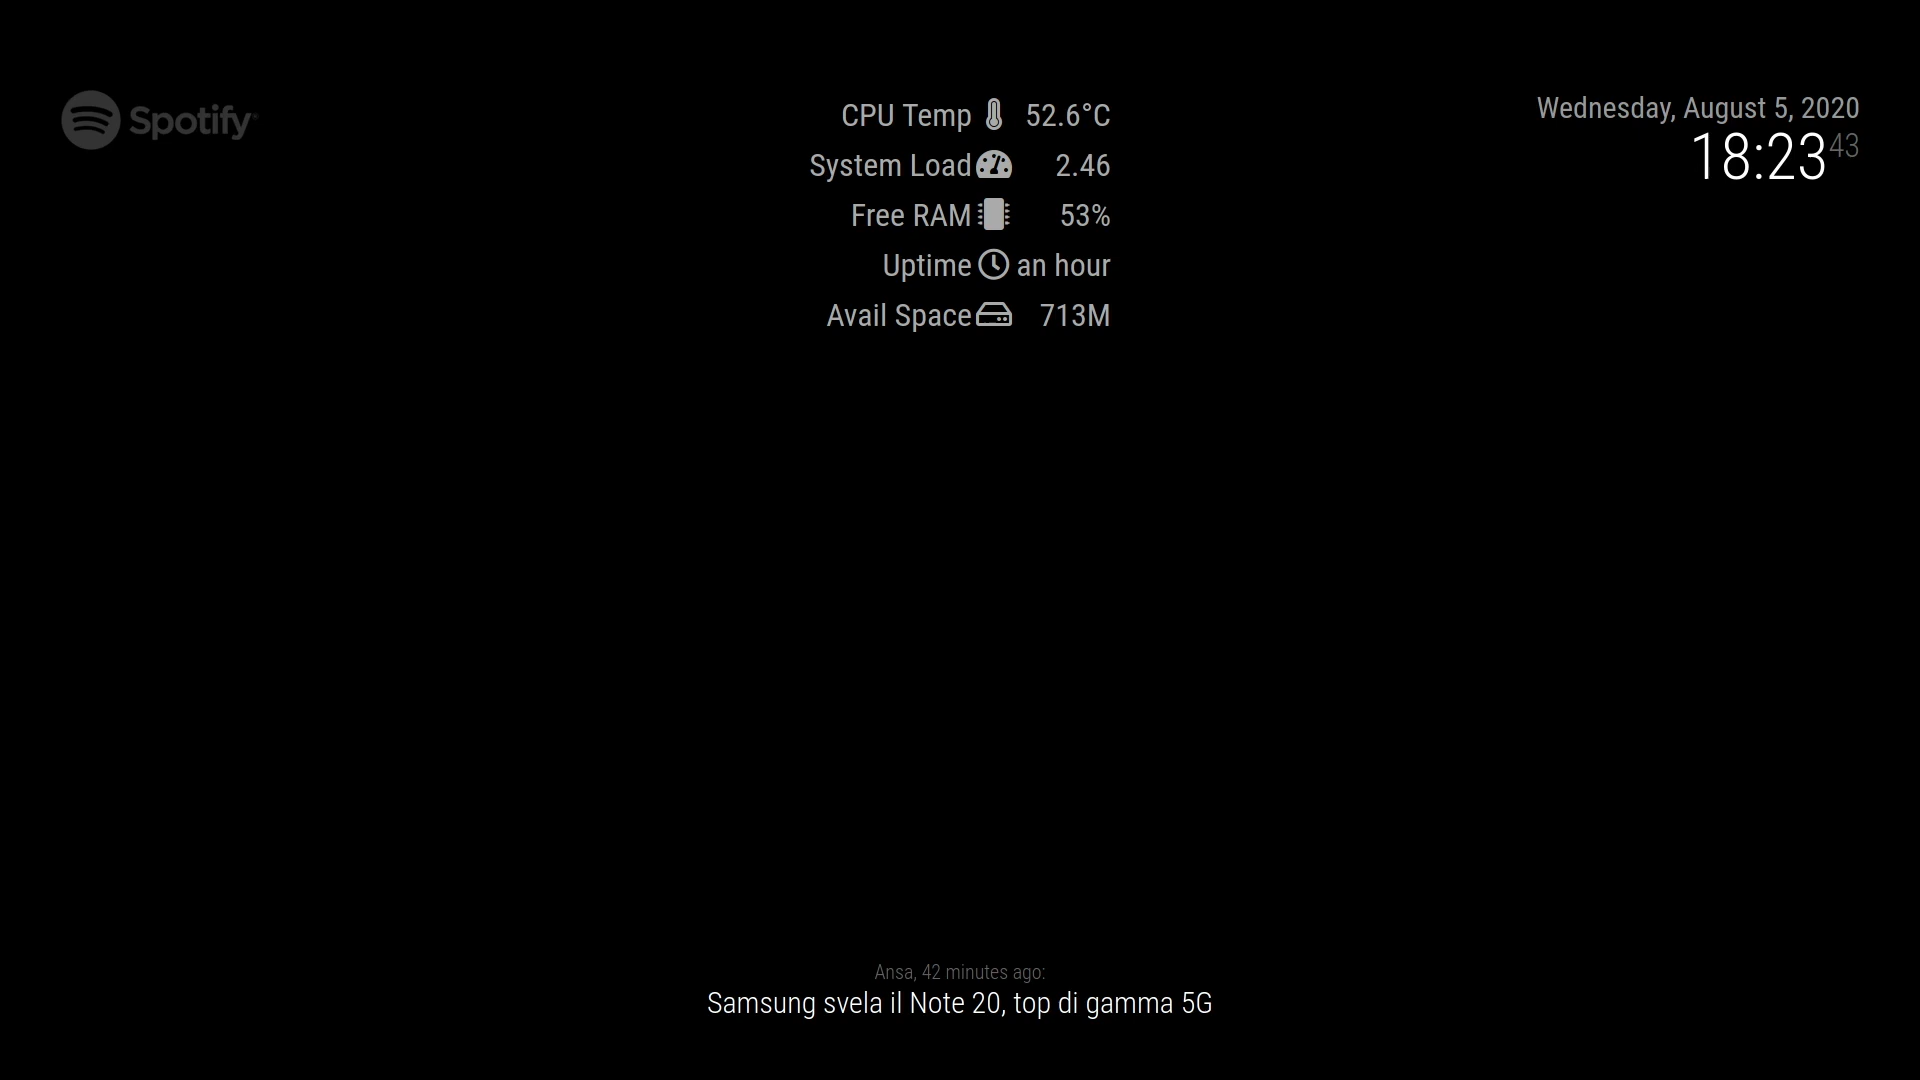 Spotify
CPU Temp 52.6°C
System Load 2.46
Free RAM 53%
Uptime an hour
Avail Space 713M
Wednesday, August 5, 2020
18:23 43
Ansa, 42 minutes ago:
Samsung svela il Note 20, top di gamma 5G